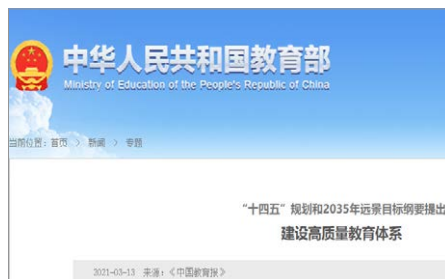 中华人民共和国教育部
Ministry of Education of the People's Republic of China
当前位置：首页 > 新闻 > 专题
“十四五”规划和2035年远景目标纲要提出
建设高质量教育体系
2021-03-13 来源：《中国教育报》